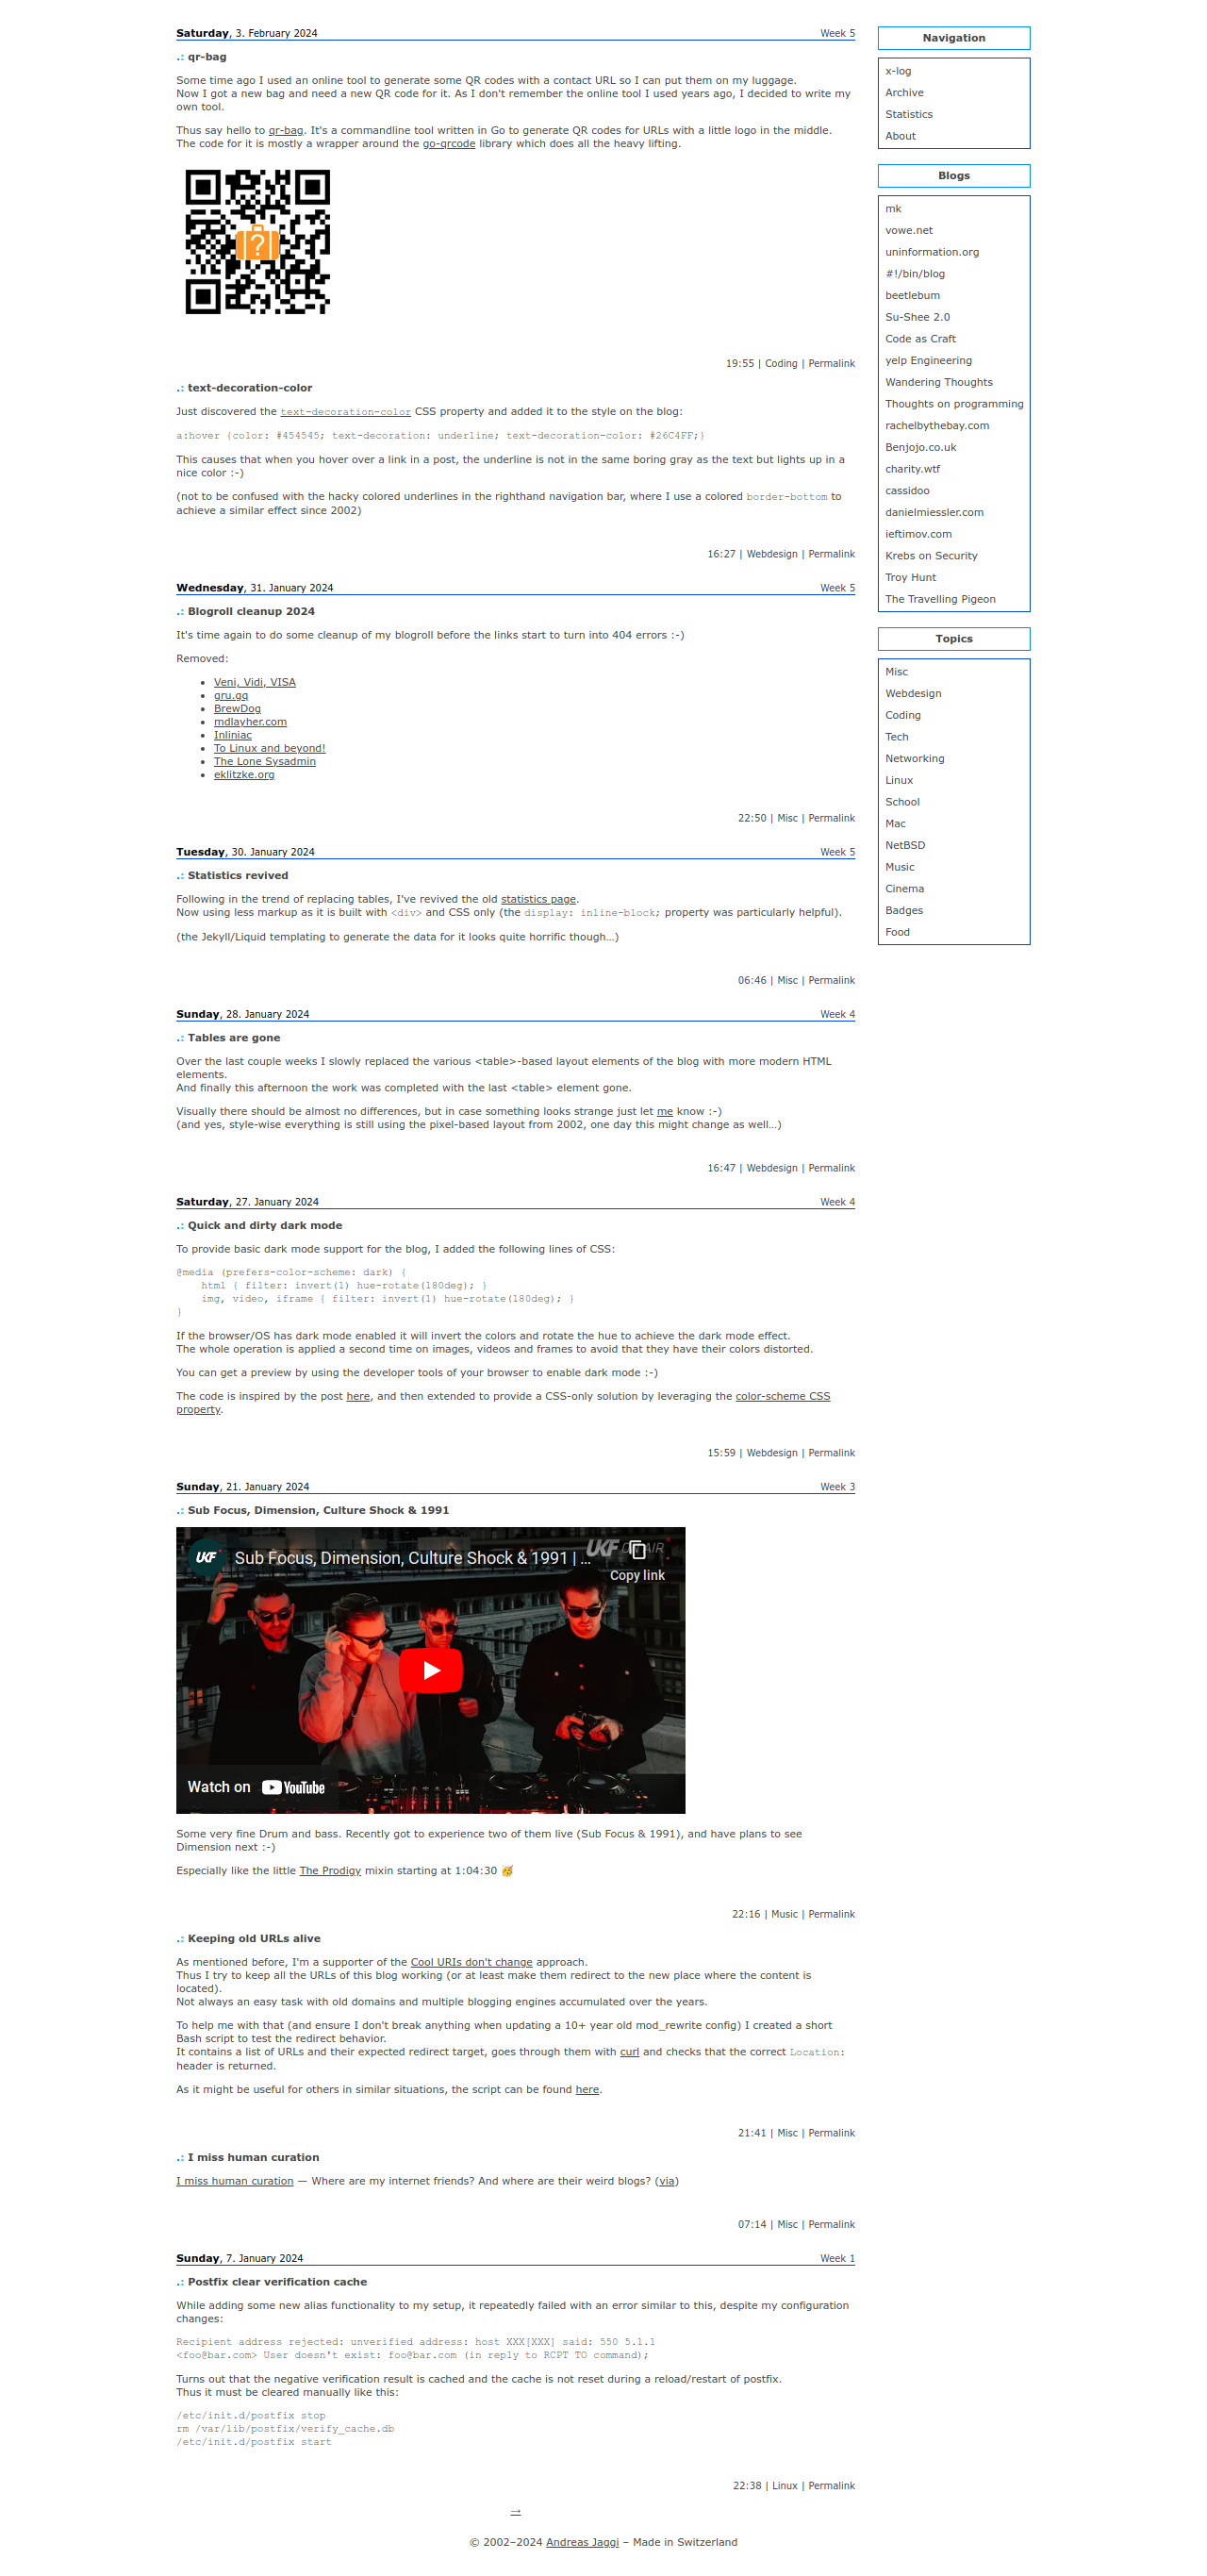 Saturday, 3. February 2024 Week 5
.: qr-bag
Some time ago I used an online tool to generate some QR codes with a contact URL so I can put them on my luggage.
Now I got a new bag and need a new QR code for it. As I don't remember the online tool I used years ago, I decided to write my
own tool.
Thus say hello to qr-bag. It's a commandline tool written in Go to generate QR codes for URLs with a little logo in the middle.
The code for it is mostly a wrapper around the go-qrcode library which does all the heavy lifting.
?
19:55 | Coding | Permalink
.: text-decoration-color
Just discovered the text-decoration-color CSS property and added it to the style on the blog:
a:hover {color: #454545; text-decoration: underline; text-decoration-color: #26C4FF;}
This causes that when you hover over a link in a post, the underline is not in the same boring gray as the text but lights up in a
nice color :-)
(not to be confused with the hacky colored underlines in the righthand navigation bar, where I use a colored border-bottom to
achieve a similar effect since 2002)
16:27 | Webdesign | Permalink
Wednesday, 31. January 2024 Week 5
.: Blogroll cleanup 2024
It's time again to do some cleanup of my blogroll before the links start to turn into 404 errors :-)
Removed:
• Veni, Vidi, VISA
• gru.gq
• BrewDog
• mdlayher.com
• Inliniac
• To Linux and beyond!
• The Lone Sysadmin
• eklitzke.org
22:50 | Misc | Permalink
Tuesday, 30. January 2024 Week 5
.: Statistics revived
Following in the trend of replacing tables, I've revived the old statistics page.
Now using less markup as it is built with <div> and CSS only (the display: inline-block; property was particularly helpful).
(the Jekyll/Liquid templating to generate the data for it looks quite horrific though…)
06:46 | Misc | Permalink
Sunday, 28. January 2024 Week 4
.: Tables are gone
Over the last couple weeks I slowly replaced the various <table>-based layout elements of the blog with more modern HTML
elements.
And finally this afternoon the work was completed with the last <table> element gone.
Visually there should be almost no differences, but in case something looks strange just let me know :-)
(and yes, style-wise everything is still using the pixel-based layout from 2002, one day this might change as well…)
16:47 | Webdesign | Permalink
Saturday, 27. January 2024 Week 4
.: Quick and dirty dark mode
To provide basic dark mode support for the blog, I added the following lines of CSS:
@media (prefers-color-scheme: dark) {
    html { filter: invert(1) hue-rotate(180deg); }
    img, video, iframe { filter: invert(1) hue-rotate(180deg); }
}
If the browser/OS has dark mode enabled it will invert the colors and rotate the hue to achieve the dark mode effect.
The whole operation is applied a second time on images, videos and frames to avoid that they have their colors distorted.
You can get a preview by using the developer tools of your browser to enable dark mode :-)
The code is inspired by the post here, and then extended to provide a CSS-only solution by leveraging the color-scheme CSS
property.
15:59 | Webdesign | Permalink
Sunday, 21. January 2024 Week 3
.: Sub Focus, Dimension, Culture Shock & 1991
UKF Sub Focus, Dimension, Culture Shock & 1991 | ... UKF ON AIR
Copy link
Watch on YouTube
Some very fine Drum and bass. Recently got to experience two of them live (Sub Focus & 1991), and have plans to see
Dimension next :-)
Especially like the little The Prodigy mixin starting at 1:04:30 🥳
22:16 | Music | Permalink
.: Keeping old URLs alive
As mentioned before, I'm a supporter of the Cool URIs don't change approach.
Thus I try to keep all the URLs of this blog working (or at least make them redirect to the new place where the content is
located).
Not always an easy task with old domains and multiple blogging engines accumulated over the years.
To help me with that (and ensure I don't break anything when updating a 10+ year old mod_rewrite config) I created a short
Bash script to test the redirect behavior.
It contains a list of URLs and their expected redirect target, goes through them with curl and checks that the correct Location:
header is returned.
As it might be useful for others in similar situations, the script can be found here.
21:41 | Misc | Permalink
.: I miss human curation
I miss human curation — Where are my internet friends? And where are their weird blogs? (via)
07:14 | Misc | Permalink
Sunday, 7. January 2024 Week 1
.: Postfix clear verification cache
While adding some new alias functionality to my setup, it repeatedly failed with an error similar to this, despite my configuration
changes:
Recipient address rejected: unverified address: host XXX[XXX] said: 550 5.1.1
<foo@bar.com> User doesn't exist: foo@bar.com (in reply to RCPT TO command);
Turns out that the negative verification result is cached and the cache is not reset during a reload/restart of postfix.
Thus it must be cleared manually like this:
/etc/init.d/postfix stop
rm /var/lib/postfix/verify_cache.db
/etc/init.d/postfix start
22:38 | Linux | Permalink
→
© 2002–2024 Andreas Jaggi – Made in Switzerland
Navigation
x-log
Archive
Statistics
About
Blogs
mk
vowe.net
uninformation.org
#!/bin/blog
beetlebum
Su-Shee 2.0
Code as Craft
yelp Engineering
Wandering Thoughts
Thoughts on programming
rachelbythebay.com
Benjojo.co.uk
charity.wtf
cassidoo
danielmiessler.com
ieftimov.com
Krebs on Security
Troy Hunt
The Travelling Pigeon
Topics
Misc
Webdesign
Coding
Tech
Networking
Linux
School
Mac
NetBSD
Music
Cinema
Badges
Food